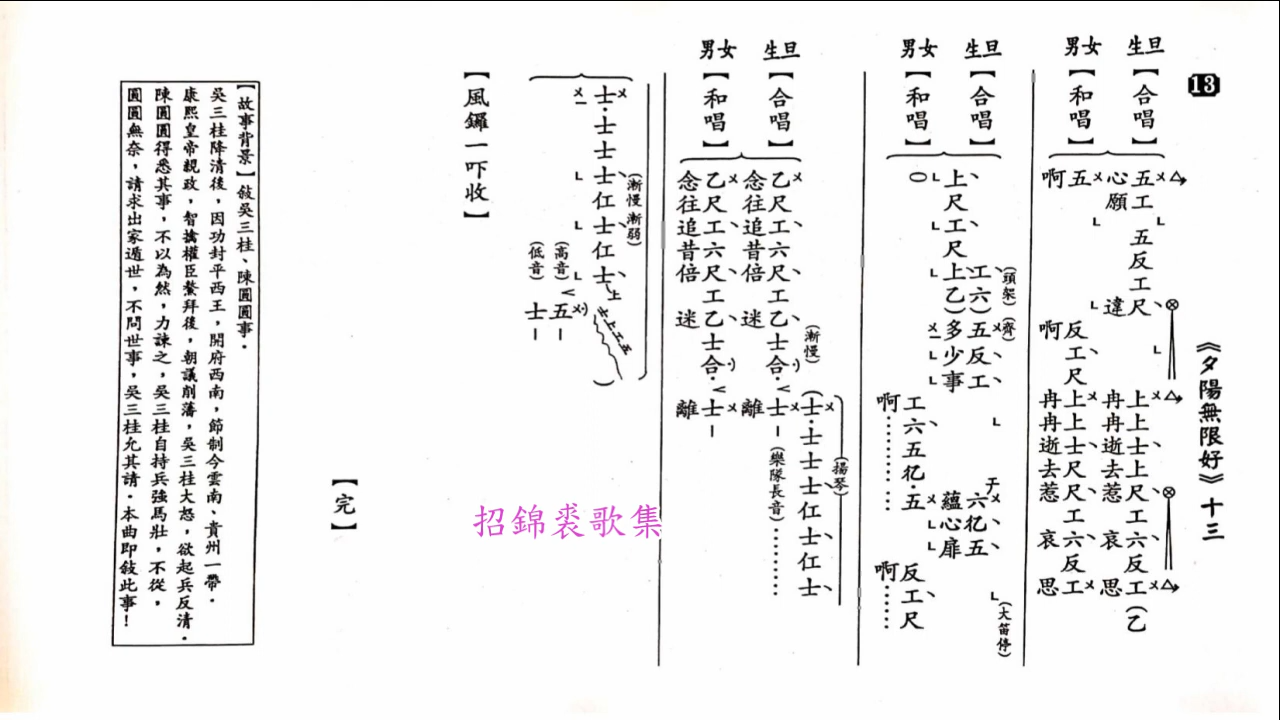 13
《夕陽無限好》十三
生旦【合唱】
五工 五反工尺 上上士上尺工六反工（乙
心願 違 冉冉逝去惹 哀 思
男女【和唱】
啊五 反工尺上上士尺尺工六反工
啊 冉冉逝去惹 哀 思
（頭架）（齊） （大笛停）
生旦【合唱】
工六）五反工 六亿五
上尺工尺上乙）多少事 蘊心扉
男女【和唱】
工六五亿·五 反工尺
啊………… 啊……
（揚琴）
（漸慢） （士·士士士仁士仁士
生旦【合唱】
乙尺工六尺工乙士合·士－（樂隊長音）………
念往追昔倍 迷 離
男女【和唱】
乙尺工六尺工乙士合·士－
念往追昔倍 迷 離
（漸慢漸弱）
士·士士士仁士仁士上
士上工五
（高音）五－
（低音）士－
【風鑼一吓收】
【完】
招錦裘歌集
【故事背景】敍吳三桂、陳圓圓事．
吳三桂降清後，因功封平西王，開府西南，節制今雲南、貴州一帶．
康熙皇帝親政，智擒權臣鰲拜後，朝議削藩，吳三桂大怒，欲起兵反清．
陳圓圓得悉其事，不以為然，力諫之，吳三桂自持兵強馬壯，不從，
圓圓無奈，請求出家遁世，不問世事，吳三桂允其請．本曲即敍此事！